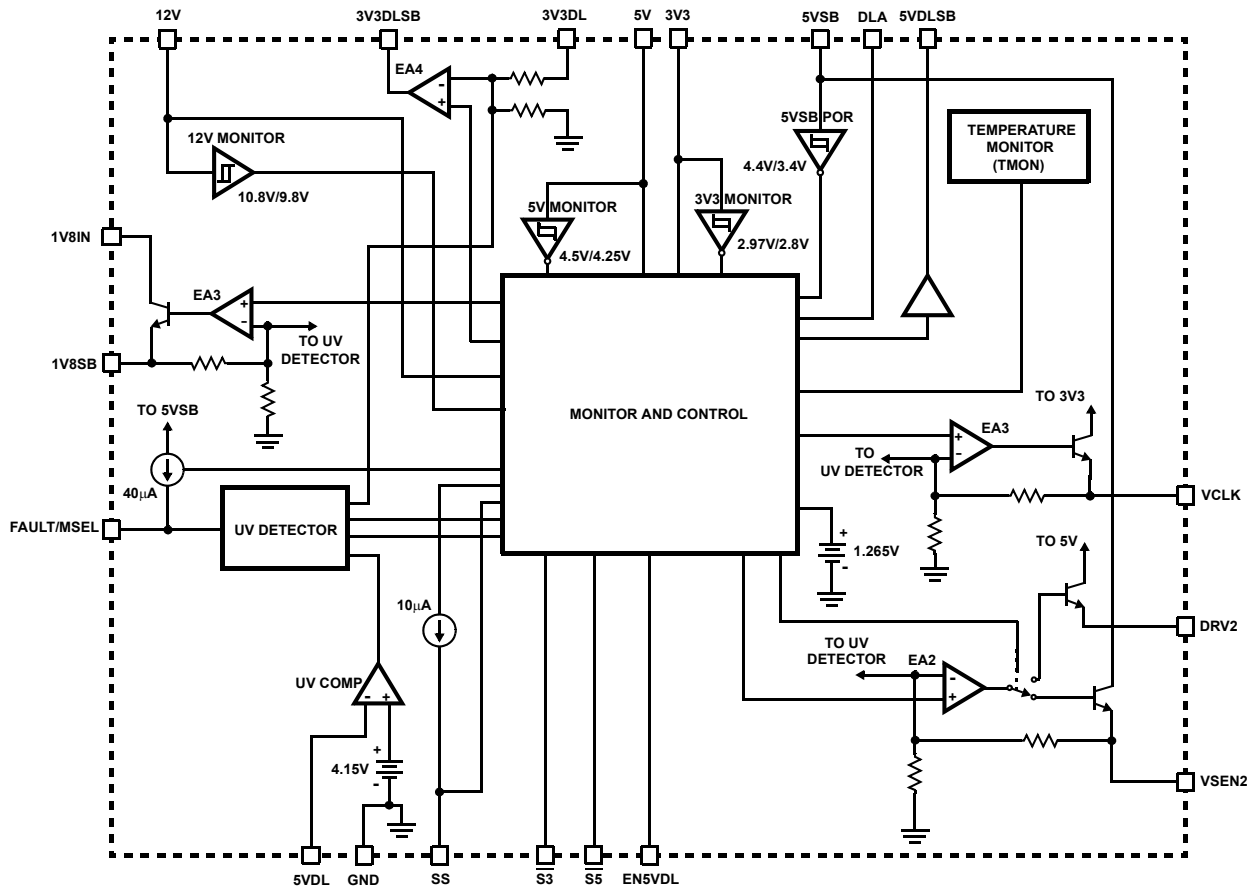 12V
3V3DLSB
3V3DL
5V
3V3
5VSB
DLA
5VDLSB
EA4
-
+
12V MONITOR
10.8V/9.8V
5VSB POR
4.4V/3.4V
TEMPERATURE
MONITOR
(TMON)
5V MONITOR
4.5V/4.25V
3V3 MONITOR
2.97V/2.8V
1V8IN
EA3
+
-
TO UV
DETECTOR
1V8SB
TO 5VSB
40µA
FAULT/MSEL
UV DETECTOR
MONITOR AND CONTROL
TO 3V3
EA3
+
-
TO
UV DETECTOR
VCLK
+
1.265V
-
TO 5V
DRV2
10µA
TO UV
DETECTOR
EA2
-
+
UV COMP
-
+
+
4.15V
-
VSEN2
5VDL
GND
SS
S3
S5
EN5VDL